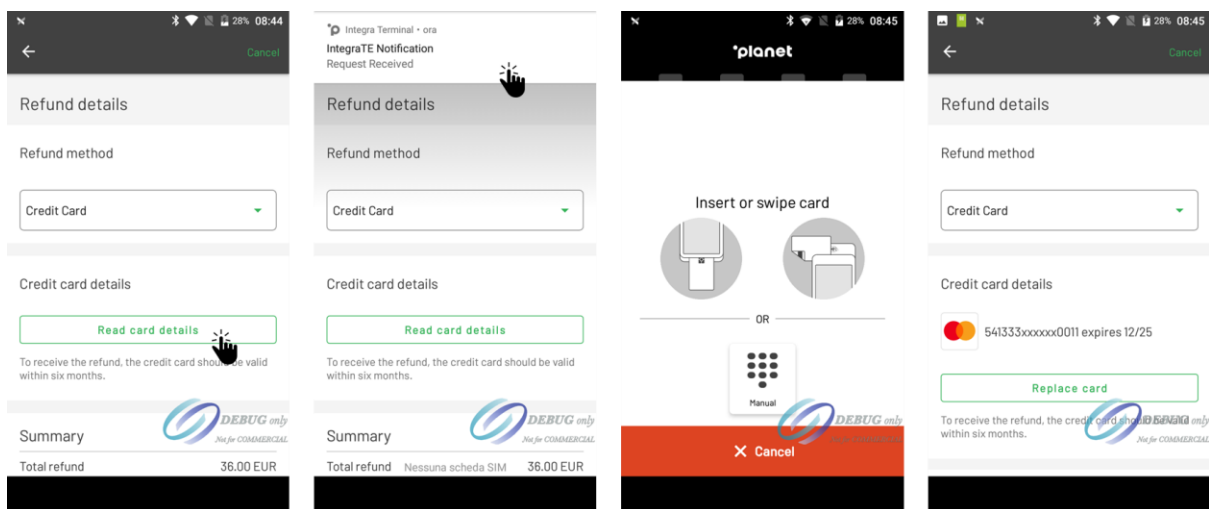 28% 08:44
Cancel
Refund details
Refund method
Credit Card
Credit card details
Read card details
To receive the refund, the credit card should be valid
within six months.
DEBUG only
Not for COMMERCIAL
Summary
Total refund 36.00 EUR
planet Integra Terminal • ora
IntegraTE Notification
Request Received
Refund details
Refund method
Credit Card
Credit card details
Read card details
To receive the refund, the credit card should be valid
within six months.
DEBUG only
Not for COMMERCIAL
Summary
Total refund Nessuna scheda SIM 36.00 EUR
28% 08:45
planet
Insert or swipe card
OR
Manual
DEBUG only
Not for COMMERCIAL
Cancel
28% 08:45
Cancel
Refund details
Refund method
Credit Card
Credit card details
541333xxxxxx0011 expires 12/25
Replace card
To receive the refund, the credit card should be valid
within six months.
DEBUG only
Not for COMMERCIAL